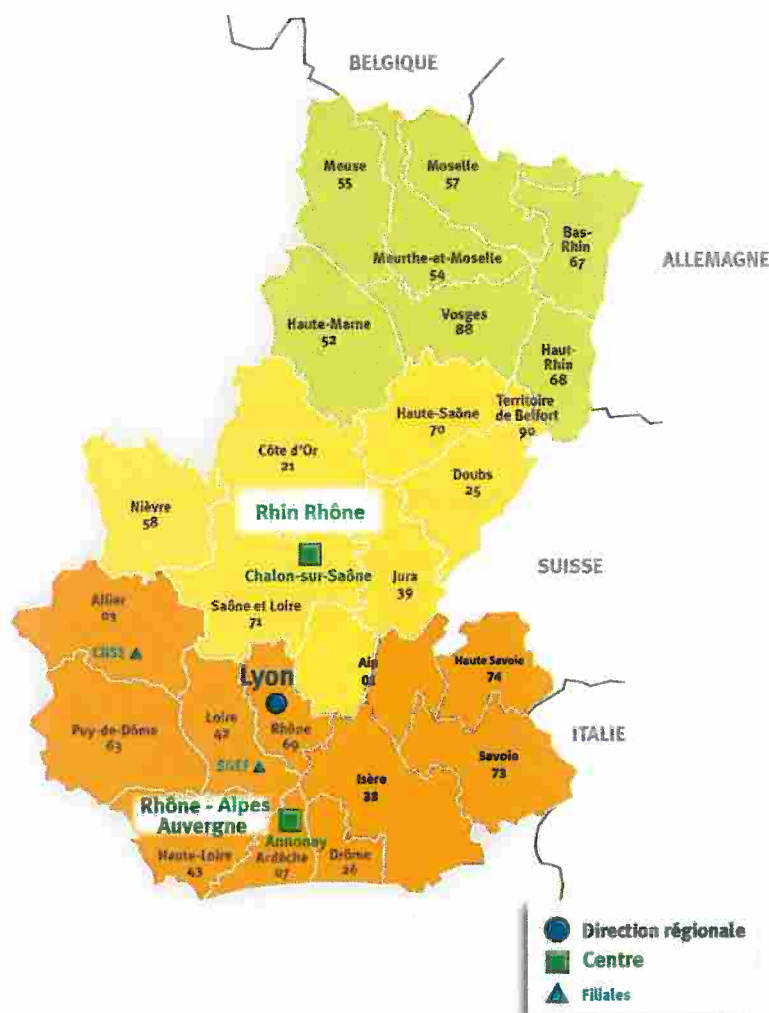 BELGIQUE
Meuse
55
Moselle
57
Bas-
Rhin
67
ALLEMAGNE
Meurthe-et-Moselle
54
Haute-Marne
52
Vosges
88
Haut-
Rhin
68
Haute-Saône
70
Territoire
de Belfort
90
Côte d'Or
21
Doubs
25
Nièvre
58
Rhin Rhône
Chalon-sur-Saône
Jura
39
SUISSE
Allier
03
Saône et Loire
71
Ain
01
Haute Savoie
74
Lyon
Puy-de-Dôme
63
Loire
42
Rhône
69
ITALIE
Savoie
73
Isère
38
Rhône - Alpes
Auvergne
Annonay
Haute-Loire
43
Ardèche
07
Drôme
26
Direction régionale
Centre
Filiales